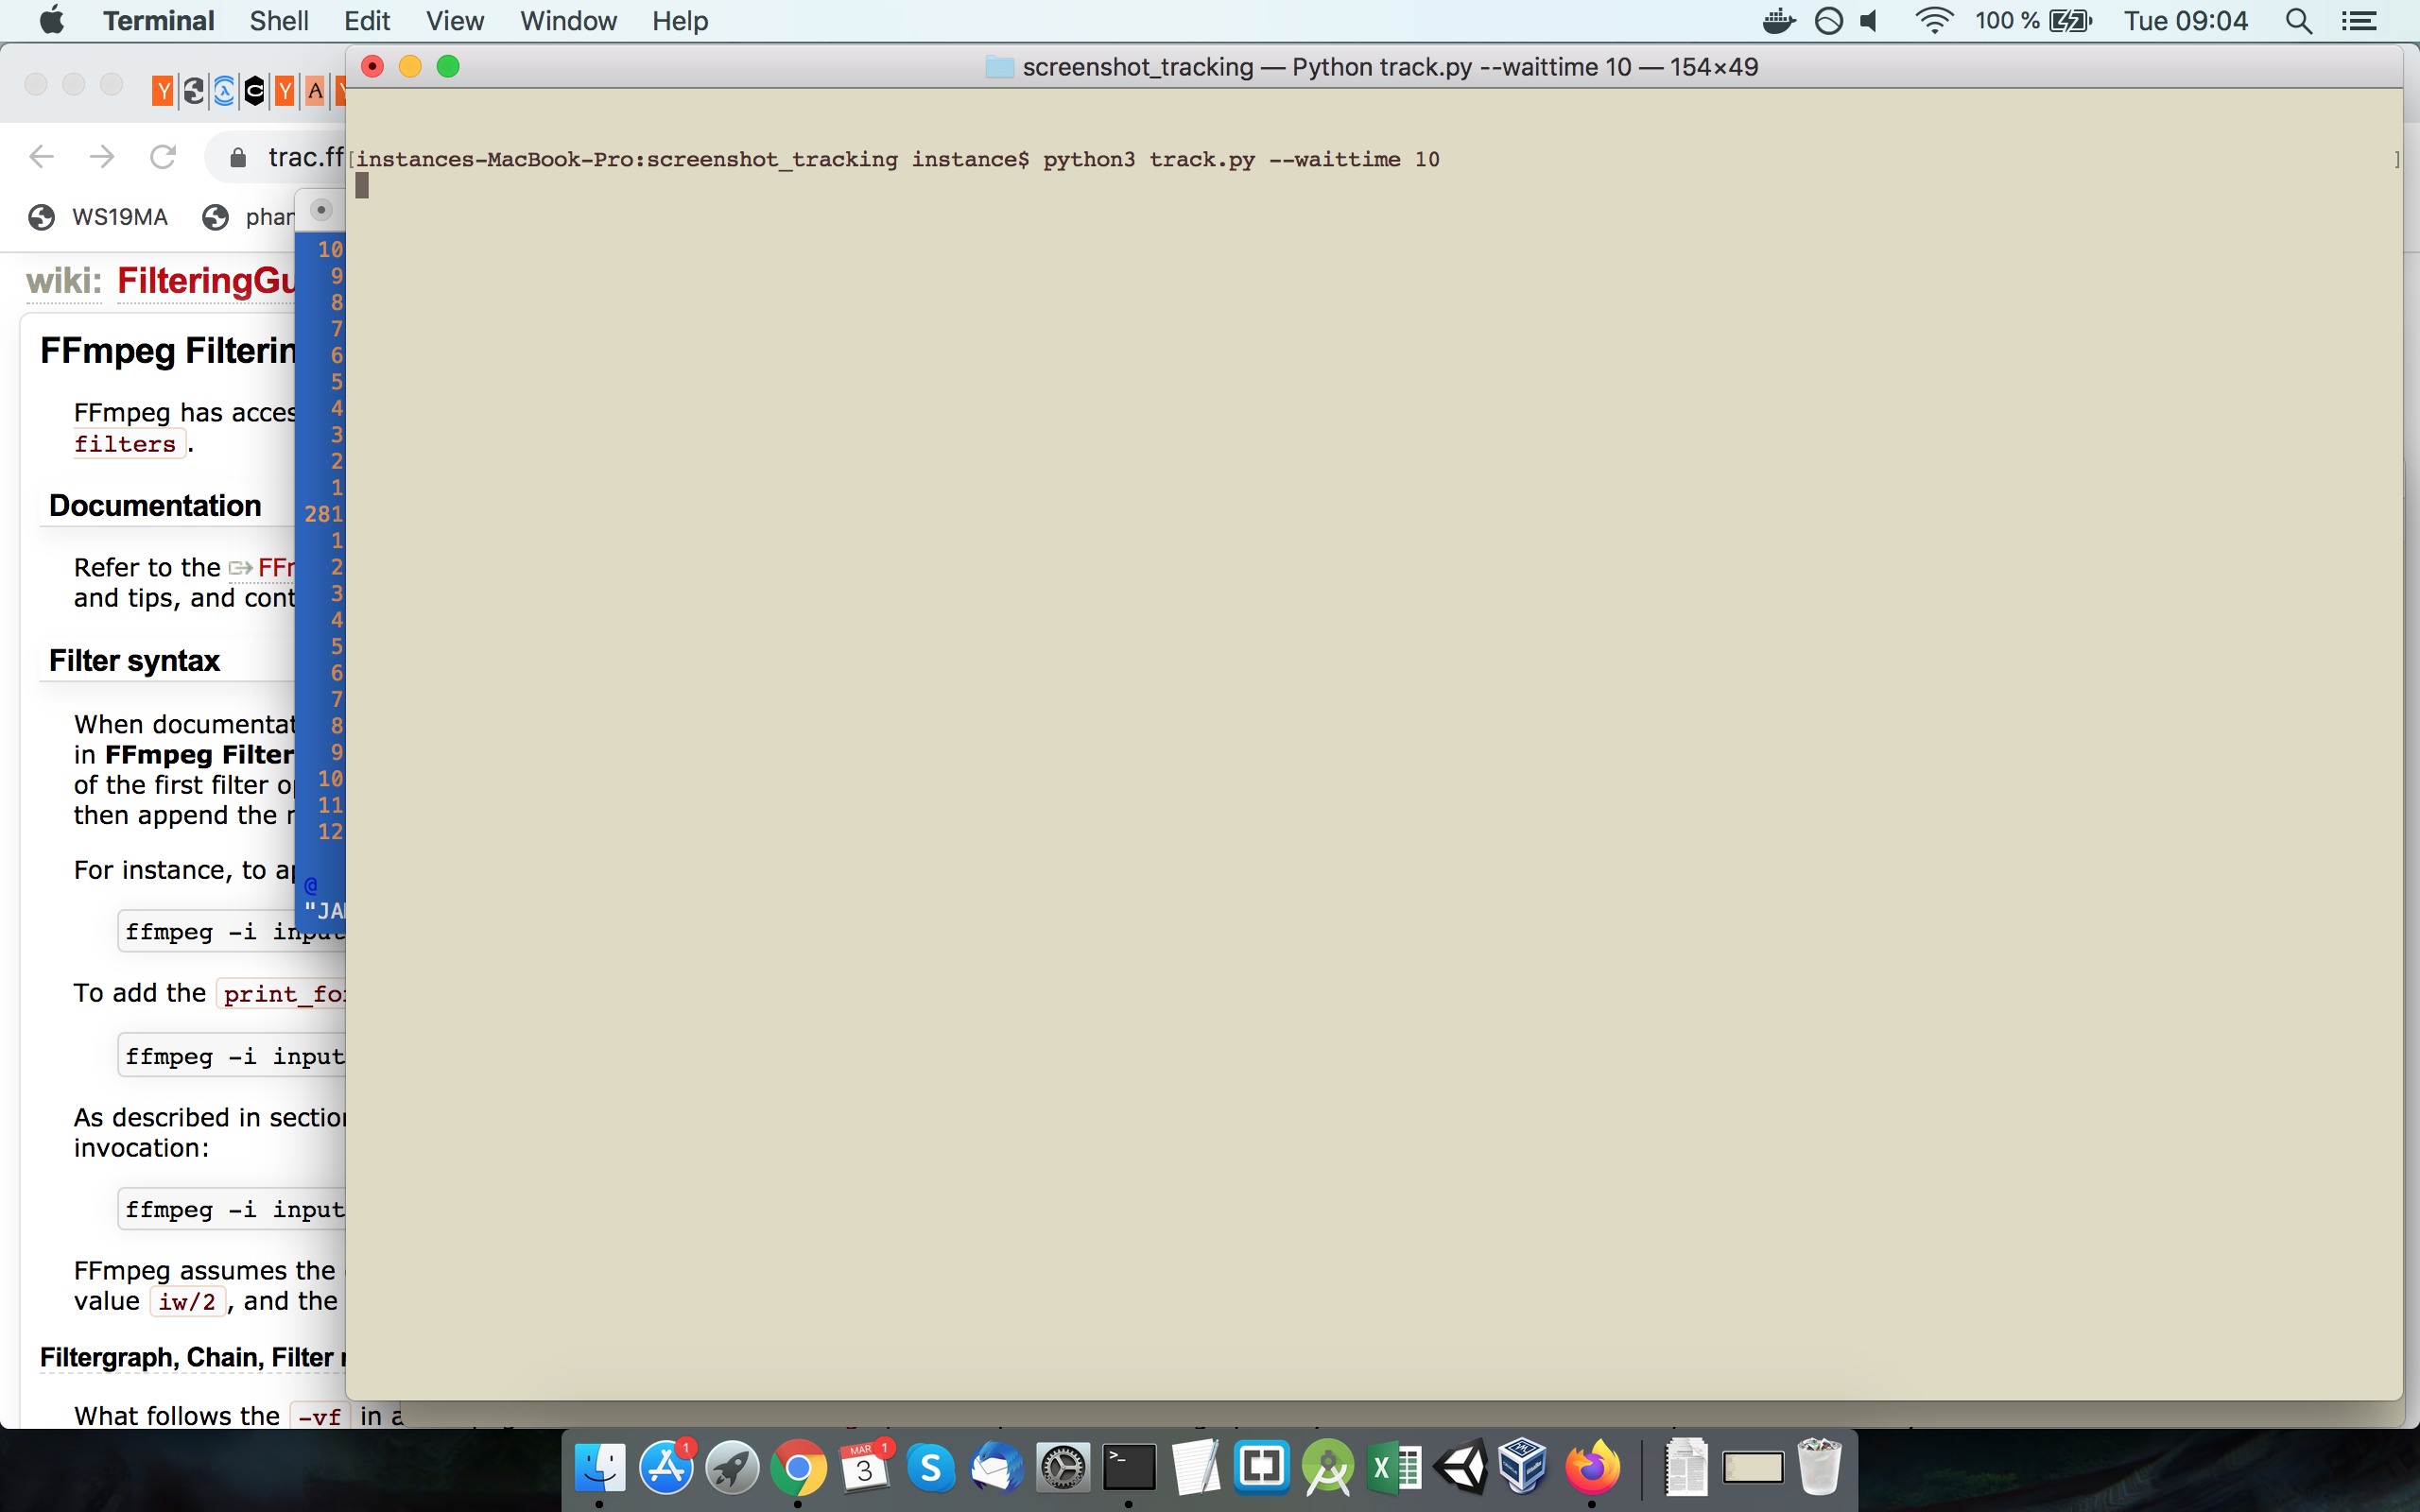 Terminal Shell Edit View Window Help 100 % Tue 09:04
screenshot_tracking — Python track.py --waittime 10 — 154×49
trac.ff
[instances-MacBook-Pro:screenshot_tracking instance$ python3 track.py --waittime 10 ]
WS19MA phan
wiki: FilteringGu
FFmpeg Filterin
FFmpeg has acces
filters .
Documentation
Refer to the FFr
and tips, and cont
Filter syntax
When documentat
in FFmpeg Filter
of the first filter op
then append the r
For instance, to ap
ffmpeg -i input
To add the print_for
ffmpeg -i input
As described in section
invocation:
ffmpeg -i input
FFmpeg assumes the
value iw/2 , and the
Filtergraph, Chain, Filter r
What follows the -vf in a
10
9
8
7
6
5
4
3
2
1
281
1
2
3
4
5
6
7
8
9
10
11
12
@
"JA
MAR
3
1
1